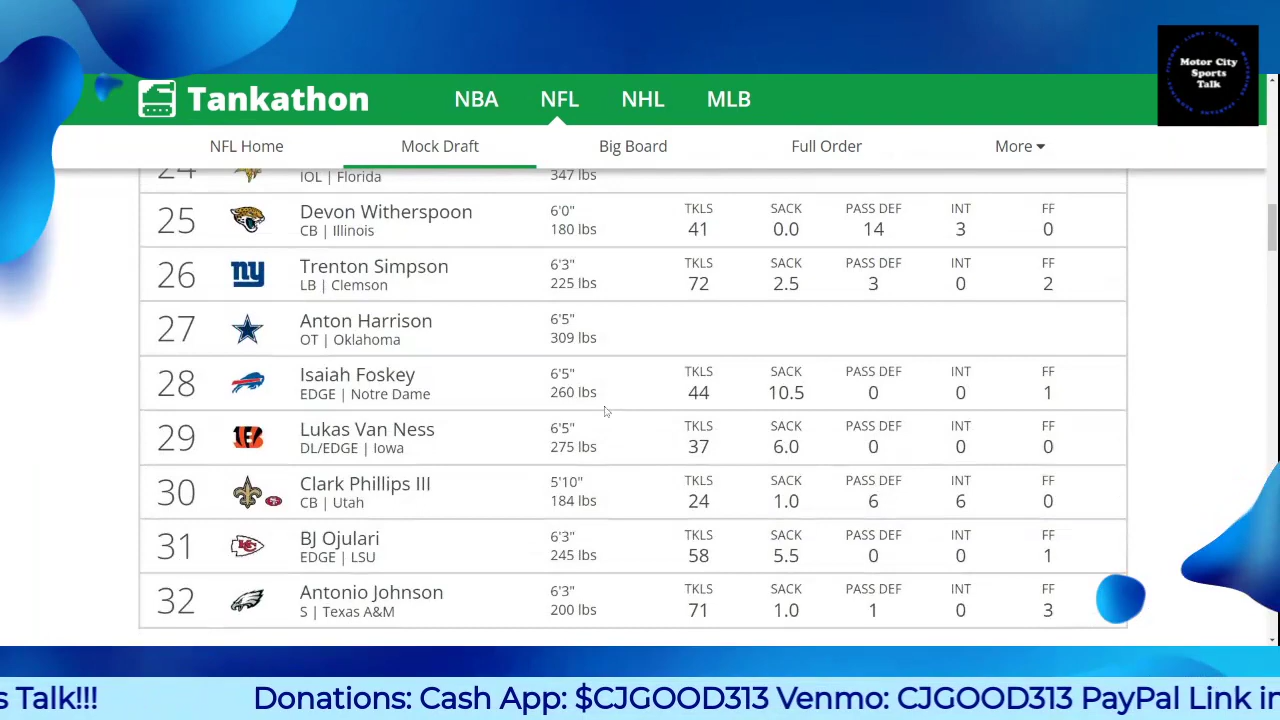 Motor City
Sports
Talk
Tankathon
NBA NFL NHL MLB
NFL Home Mock Draft Big Board Full Order More
24 IOL | Florida 347 lbs
25 Devon Witherspoon 6'0" TKLS SACK PASS DEF INT FF
CB | Illinois 180 lbs 41 0.0 14 3 0
26 Trenton Simpson 6'3" TKLS SACK PASS DEF INT FF
LB | Clemson 225 lbs 72 2.5 3 0 2
27 Anton Harrison 6'5"
OT | Oklahoma 309 lbs
28 Isaiah Foskey 6'5" TKLS SACK PASS DEF INT FF
EDGE | Notre Dame 260 lbs 44 10.5 0 0 1
29 Lukas Van Ness 6'5" TKLS SACK PASS DEF INT FF
DL/EDGE | Iowa 275 lbs 37 6.0 0 0 0
30 Clark Phillips III 5'10" TKLS SACK PASS DEF INT FF
CB | Utah 184 lbs 24 1.0 6 6 0
31 BJ Ojulari 6'3" TKLS SACK PASS DEF INT FF
EDGE | LSU 245 lbs 58 5.5 0 0 1
32 Antonio Johnson 6'3" TKLS SACK PASS DEF INT FF
S | Texas A&M 200 lbs 71 1.0 1 0 3
s Talk!!! Donations: Cash App: $CJGOOD313 Venmo: CJGOOD313 PayPal Link in